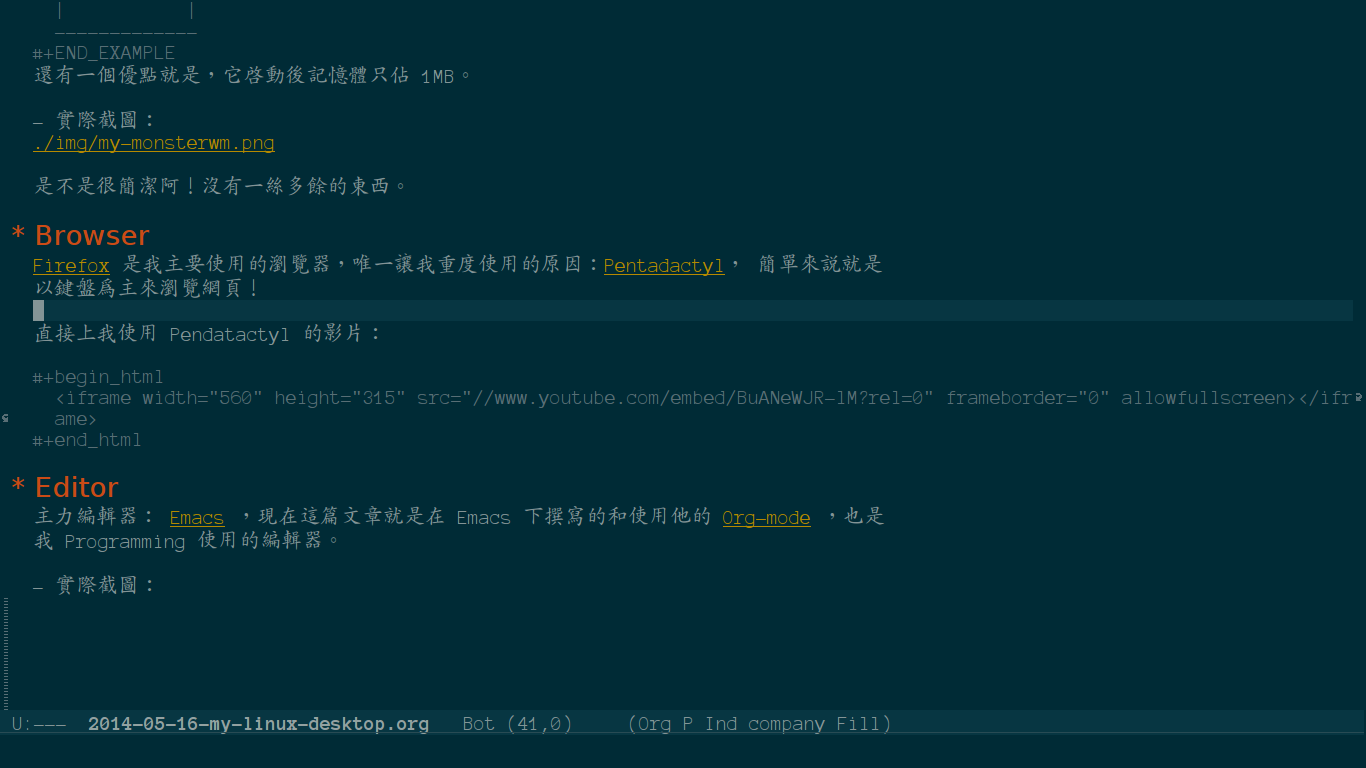 |            |
-------------
#+END_EXAMPLE
還有一個優點就是，它啓動後記憶體只佔 1MB。
- 實際截圖：
./img/my-monsterwm.png
是不是很簡潔阿！沒有一絲多餘的東西。
* Browser
Firefox 是我主要使用的瀏覽器，唯一讓我重度使用的原因：Pentadactyl， 簡單來説就是
以鍵盤爲主來瀏覽網頁！
直接上我使用 Pendatactyl 的影片：
#+begin_html
<iframe width="560" height="315" src="//www.youtube.com/embed/BuANeWJR-lM?rel=0" frameborder="0" allowfullscreen></ifr
ame>
#+end_html
* Editor
主力編輯器： Emacs ，現在這篇文章就是在 Emacs 下撰寫的和使用他的 Org-mode ，也是
我 Programming 使用的編輯器。
- 實際截圖：
U:--- 2014-05-16-my-linux-desktop.org Bot (41,0) (Org P Ind company Fill)